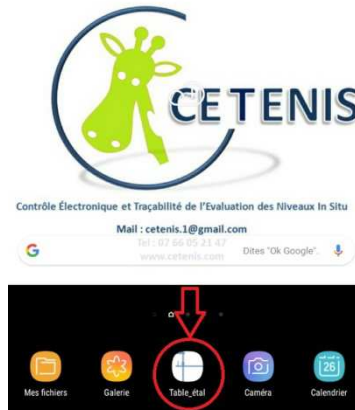 CETENIS
Contrôle Électronique et Traçabilité de l'Evaluation des Niveaux In Situ
Mail : cetenis.1@gmail.com
Tel : 07 66 05 21 47
G Dites "Ok Google".
www.cetenis.com
Mes fichiers Galerie Table_étal Caméra Calendrier
26